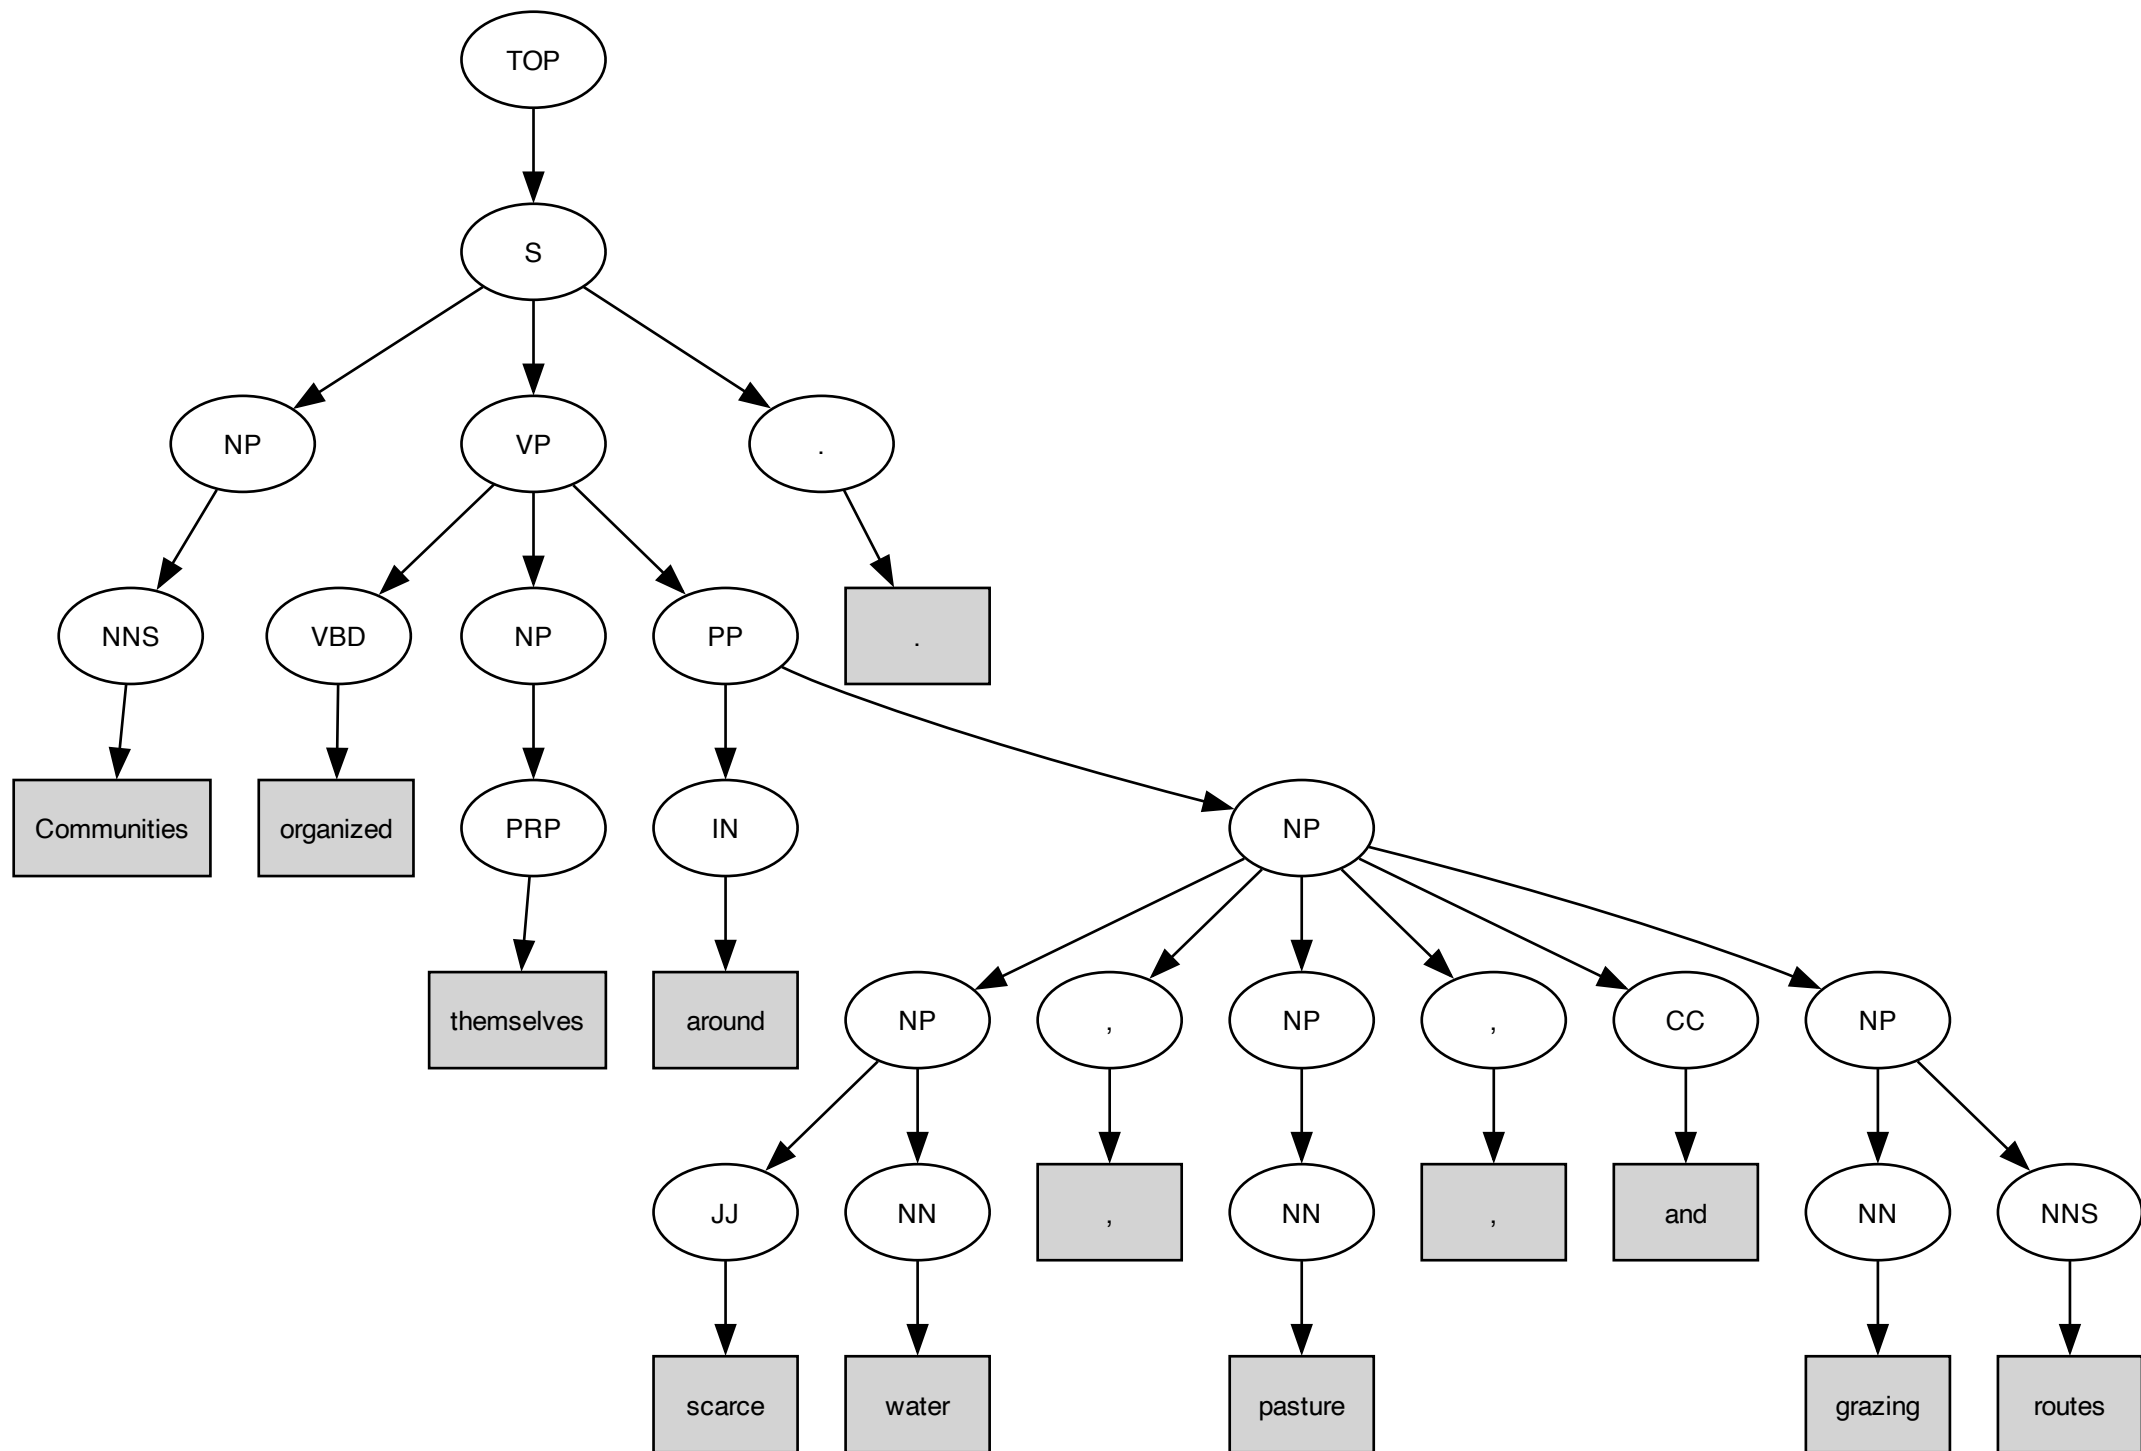 TOP
S
NP VP .
NNS VBD NP PP .
Communities organized PRP IN NP
themselves around NP , NP , CC NP
JJ NN , NN , and NN NNS
scarce water pasture grazing routes